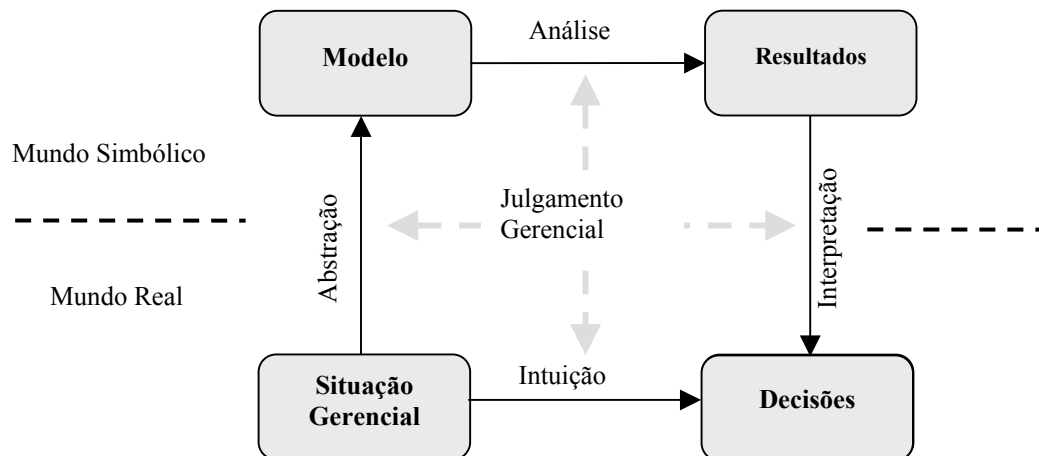 Análise
Modelo
Resultados
Mundo Simbólico
Abstração
Julgamento
Gerencial
Interpretação
Mundo Real
Situação
Gerencial
Intuição
Decisões